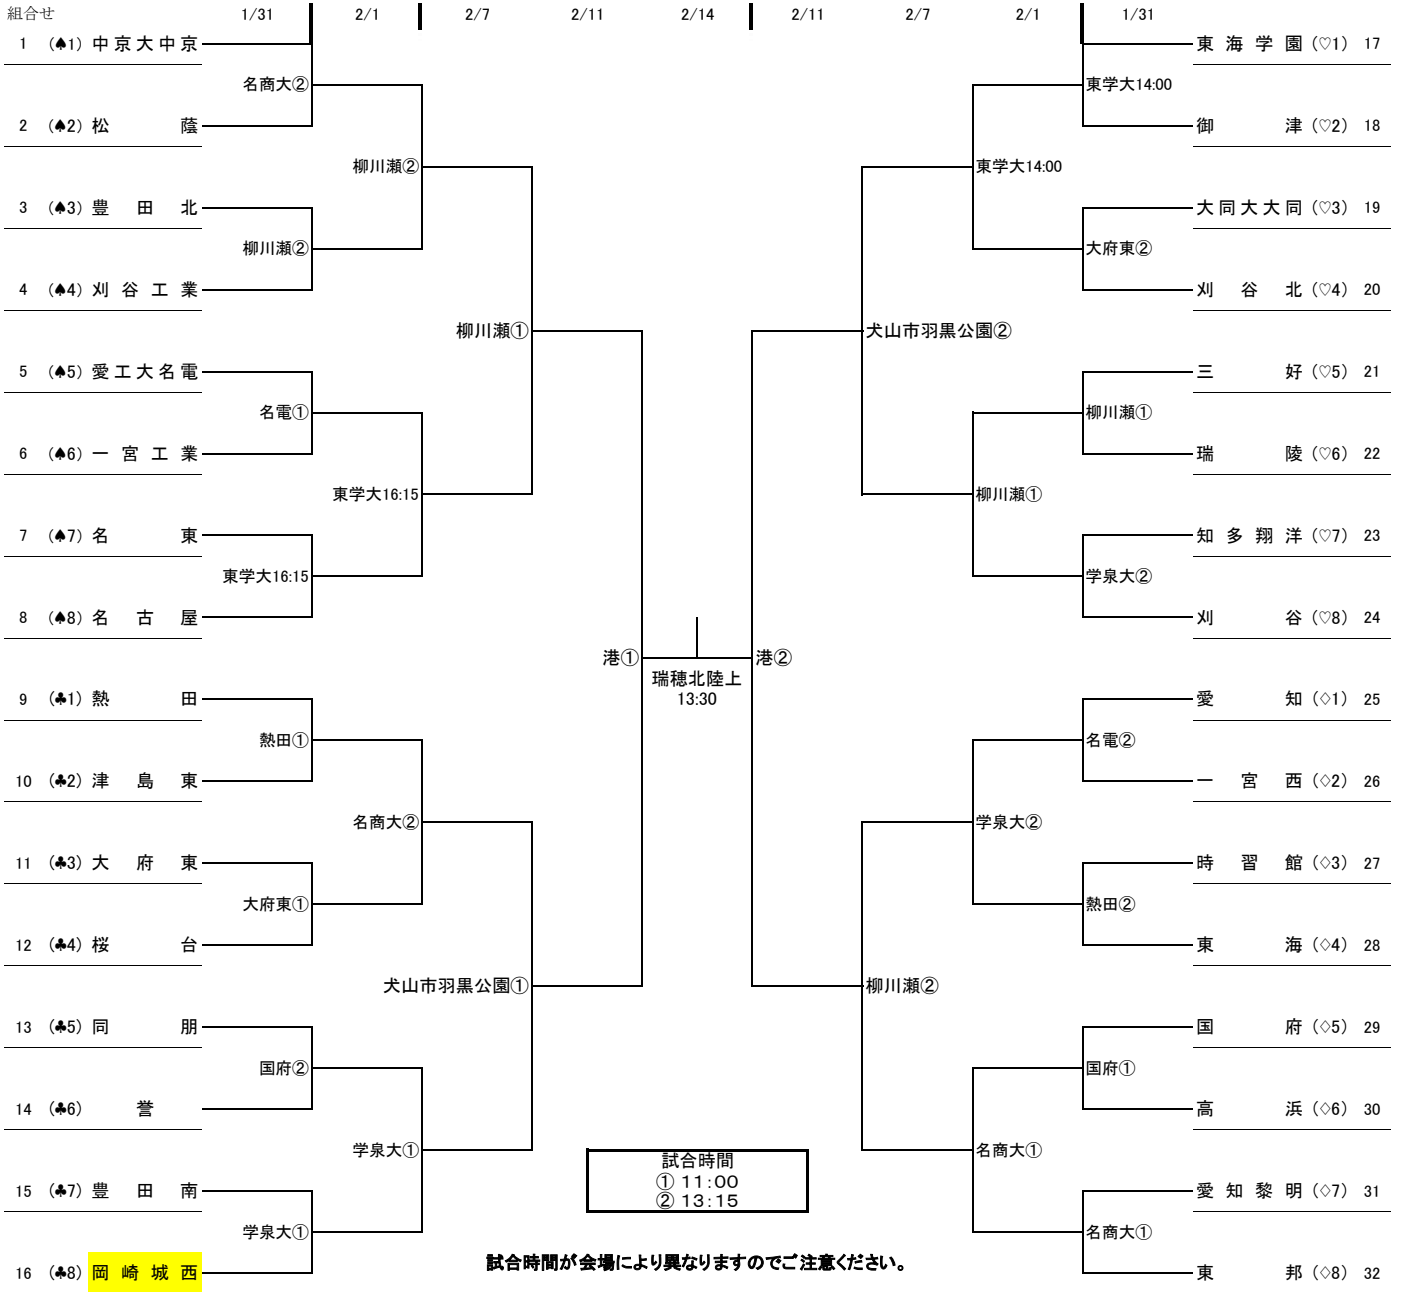 組合せ 1/31 2/1 2/7 2/11 2/14 2/11 2/7 2/1 1/31
1 (♠1) 中京大中京 東海学園 (♡1) 17
名商大② 東学大14:00
2 (♠2) 松蔭 御津 (♡2) 18
柳川瀬② 東学大14:00
3 (♠3) 豊田北 大同大大同 (♡3) 19
柳川瀬② 大府東②
4 (♠4) 刈谷工業 刈谷北 (♡4) 20
柳川瀬① 犬山市羽黒公園②
5 (♠5) 愛工大名電 三好 (♡5) 21
名電① 柳川瀬①
6 (♠6) 一宮工業 瑞陵 (♡6) 22
東学大16:15 柳川瀬①
7 (♠7) 名東 知多翔洋 (♡7) 23
東学大16:15 学泉大②
8 (♠8) 名古屋 刈谷 (♡8) 24
港① 港②
瑞穂北陸上
13:30
9 (♣1) 熱田 愛知 (♢1) 25
熱田① 名電②
10 (♣2) 津島東 一宮西 (♢2) 26
名商大② 学泉大②
11 (♣3) 大府東 時習館 (♢3) 27
大府東① 熱田②
12 (♣4) 桜台 東海 (♢4) 28
犬山市羽黒公園① 柳川瀬②
13 (♣5) 同朋 国府 (♢5) 29
国府② 国府①
14 (♣6) 誉 高浜 (♢6) 30
学泉大① 名商大①
試合時間
① 11:00
② 13:15
15 (♣7) 豊田南 愛知黎明 (♢7) 31
学泉大① 名商大①
試合時間が会場により異なりますのでご注意ください。
16 (♣8) 岡崎城西 東邦 (♢8) 32